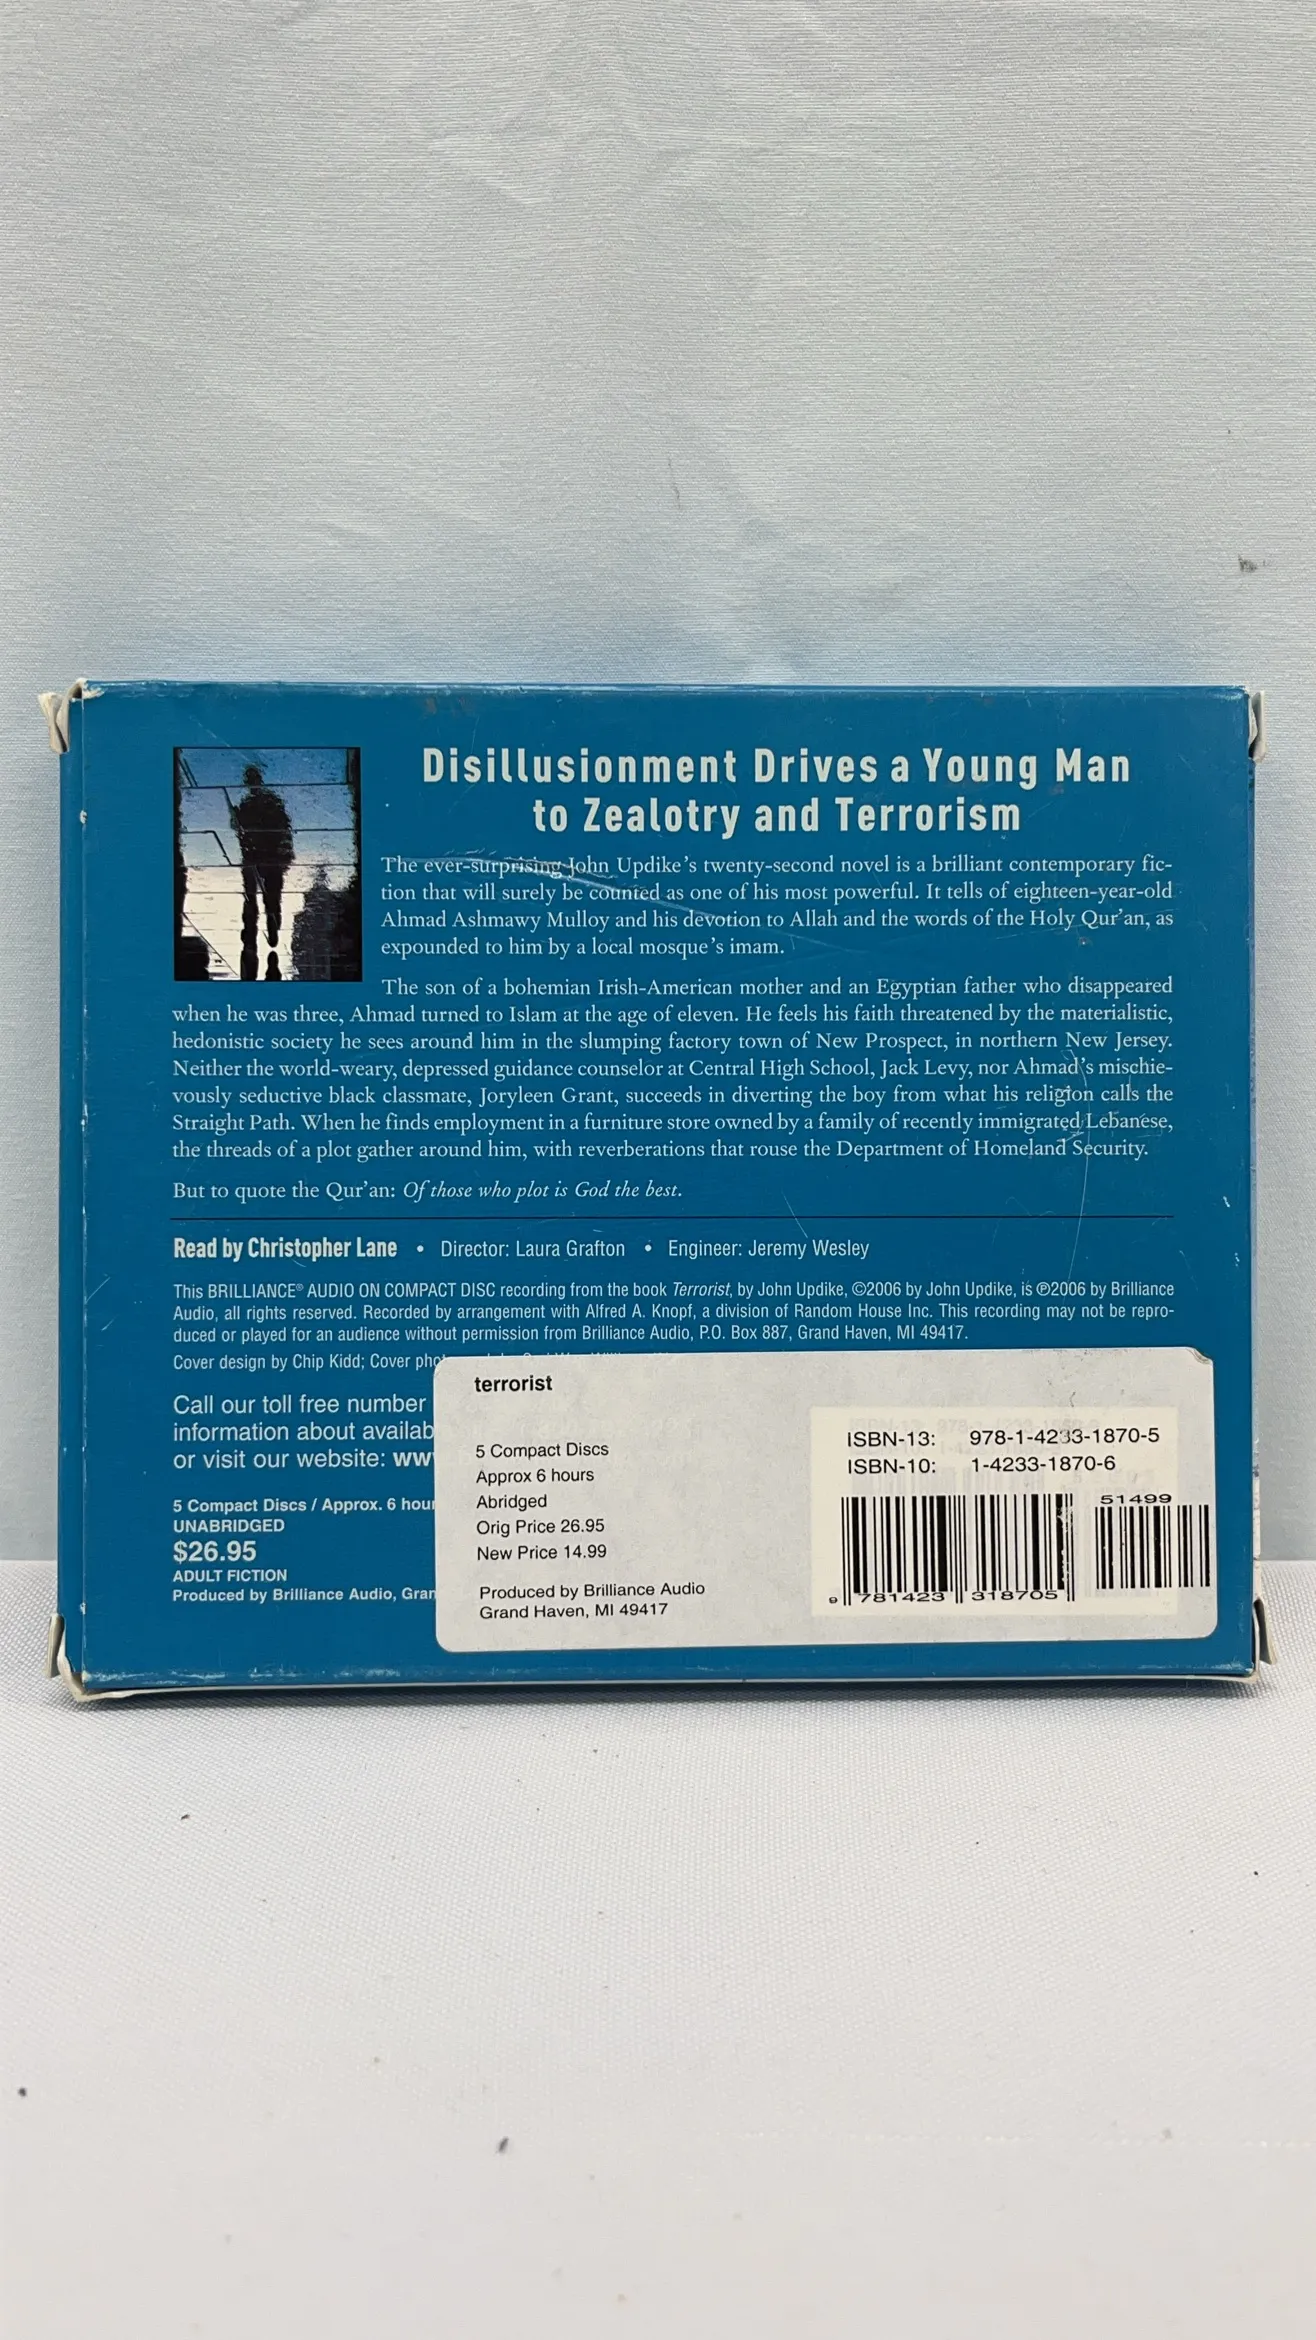 Disillusionment Drives a Young Man
to Zealotry and Terrorism
The ever-surprising John Updike's twenty-second novel is a brilliant contemporary fic-
tion that will surely be counted as one of his most powerful. It tells of eighteen-year-old
Ahmad Ashmawy Mulloy and his devotion to Allah and the words of the Holy Qur'an, as
expounded to him by a local mosque's imam.
The son of a bohemian Irish-American mother and an Egyptian father who disappeared
when he was three, Ahmad turned to Islam at the age of eleven. He feels his faith threatened by the materialistic,
hedonistic society he sees around him in the slumping factory town of New Prospect, in northern New Jersey.
Neither the world-weary, depressed guidance counselor at Central High School, Jack Levy, nor Ahmad's mischie-
vously seductive black classmate, Joryleen Grant, succeeds in diverting the boy from what his religion calls the
Straight Path. When he finds employment in a furniture store owned by a family of recently immigrated Lebanese,
the threads of a plot gather around him, with reverberations that rouse the Department of Homeland Security.
But to quote the Qur'an: Of those who plot is God the best.
Read by Christopher Lane • Director: Laura Grafton • Engineer: Jeremy Wesley
This BRILLIANCE® AUDIO ON COMPACT DISC recording from the book Terrorist, by John Updike, ©2006 by John Updike, is ℗2006 by Brilliance
Audio, all rights reserved. Recorded by arrangement with Alfred A. Knopf, a division of Random House Inc. This recording may not be repro-
duced or played for an audience without permission from Brilliance Audio, P.O. Box 887, Grand Haven, MI 49417.
Cover design by Chip Kidd; Cover
Call our toll free number
information about
or visit our website:
5 Compact Discs / Approx. 6
UNABRIDGED
$26.95
ADULT FICTION
Produced by Brilliance Audio,
terrorist
5 Compact Discs
Approx 6 hours
Abridged
Orig Price 26.95
New Price 14.99
Produced by Brilliance Audio
Grand Haven, MI 49417
ISBN-13: 978-1-4233-1870-5
ISBN-10: 1-4233-1870-6
51499
9 781423 318705